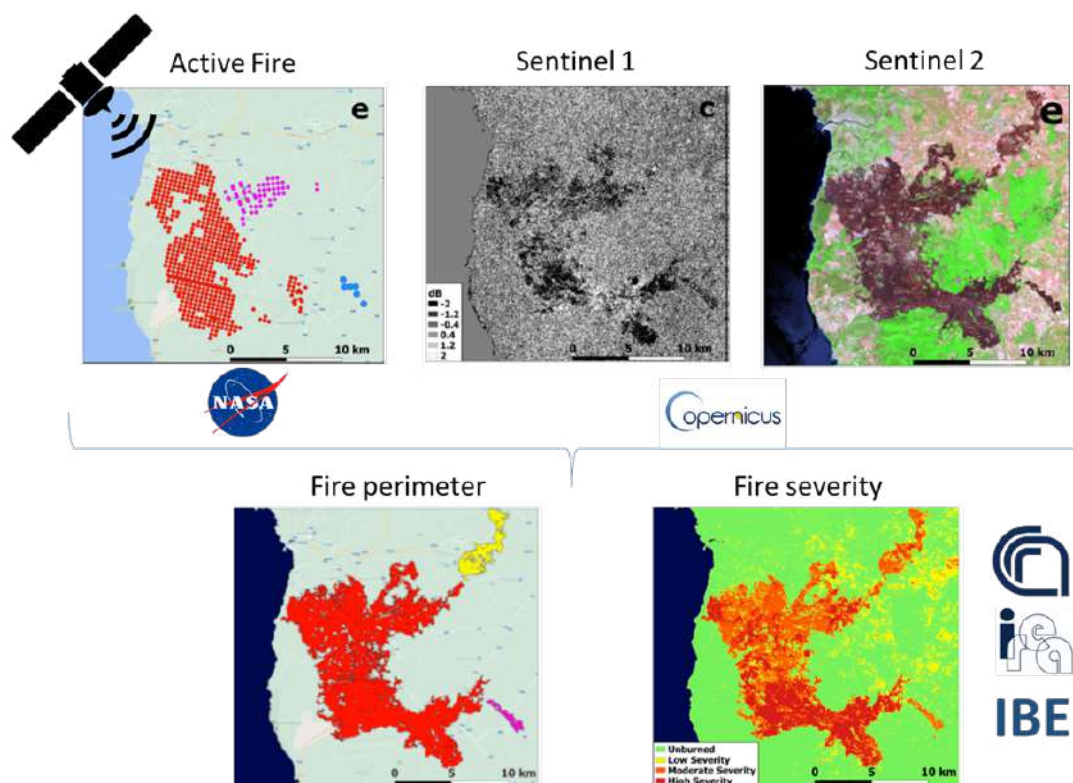 Active Fire
Sentinel 1
Sentinel 2
e
c
e
dB
-2
-1.2
-0.4
0.4
1.2
2
0 5 10 km
0 5 10 km
0 5 10 km
NASA
Copernicus
Fire perimeter
Fire severity
0 5 10 km
Unburned
Low Severity
Moderate Severity
High Severity
0 5 10 km
irea
IBE